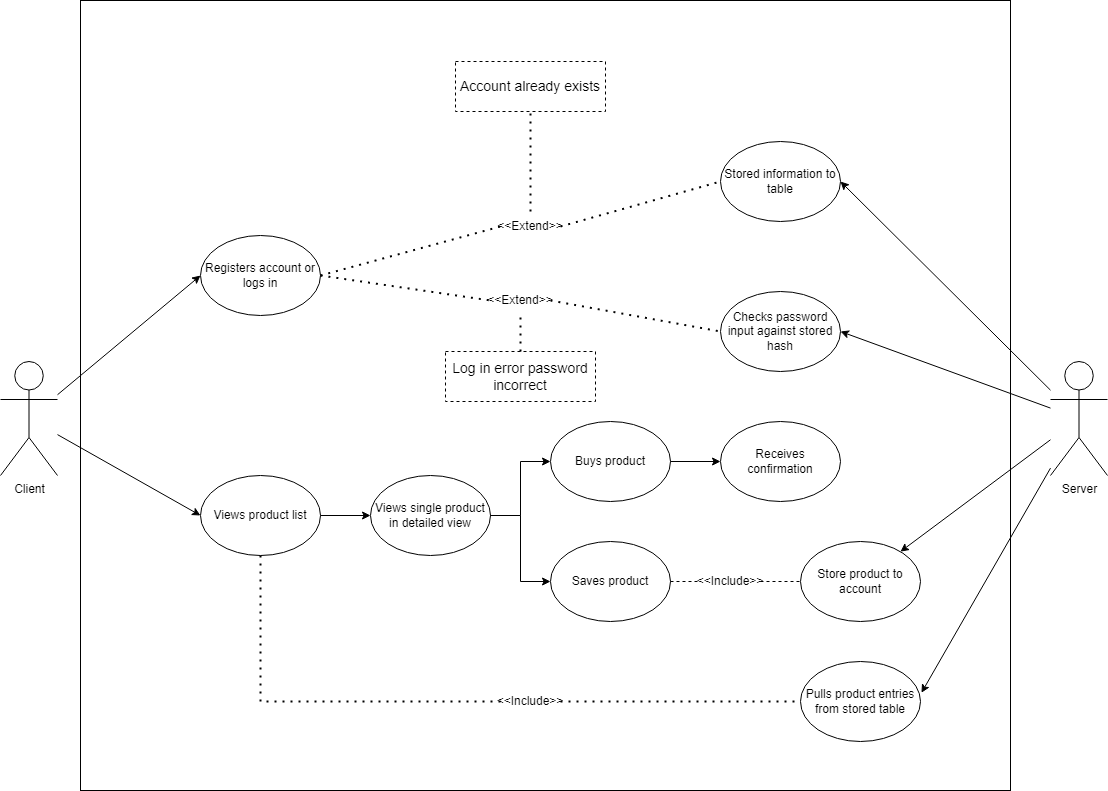 Account already exists
Stored information to
table
<<Extend>>
Registers account or
logs in
<<Extend>>
Checks password
input against stored
hash
Log in error password
incorrect
Client
Server
Buys product
Receives
confirmation
Views product list
Views single product
in detailed view
Saves product
<<Include>>
Store product to
account
<<Include>>
Pulls product entries
from stored table